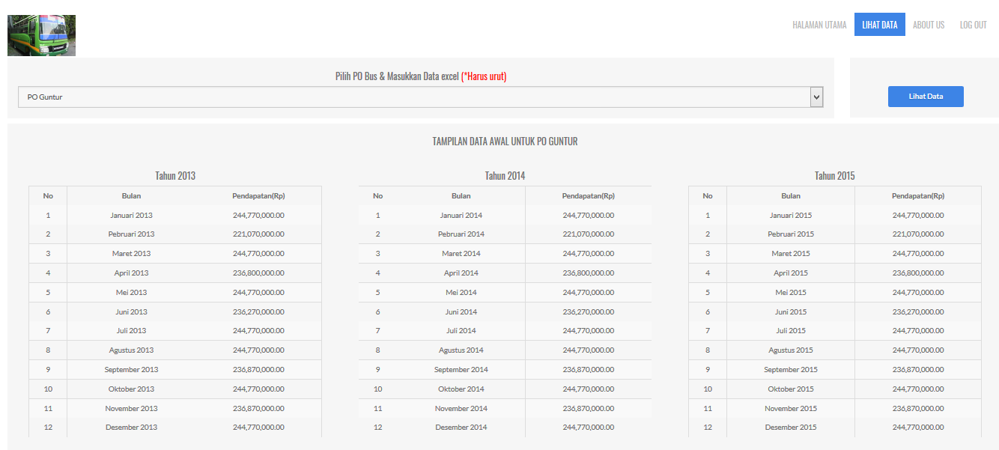 HALAMAN UTAMA LIHAT DATA ABOUT US LOG OUT
Pilih PO Bus & Masukkan Data excel (*Harus urut)
PO Guntur
Lihat Data
TAMPILAN DATA AWAL UNTUK PO GUNTUR
Tahun 2013
No Bulan Pendapatan(Rp)
1 Januari 2013 244,770,000.00
2 Pebruari 2013 221,070,000.00
3 Maret 2013 244,770,000.00
4 April 2013 236,800,000.00
5 Mei 2013 244,770,000.00
6 Juni 2013 236,270,000.00
7 Juli 2013 244,770,000.00
8 Agustus 2013 244,770,000.00
9 September 2013 236,870,000.00
10 Oktober 2013 244,770,000.00
11 November 2013 236,870,000.00
12 Desember 2013 244,770,000.00
Tahun 2014
No Bulan Pendapatan(Rp)
1 Januari 2014 244,770,000.00
2 Pebruari 2014 221,070,000.00
3 Maret 2014 244,770,000.00
4 April 2014 236,800,000.00
5 Mei 2014 244,770,000.00
6 Juni 2014 236,270,000.00
7 Juli 2014 244,770,000.00
8 Agustus 2014 244,770,000.00
9 September 2014 236,870,000.00
10 Oktober 2014 244,770,000.00
11 November 2014 236,870,000.00
12 Desember 2014 244,770,000.00
Tahun 2015
No Bulan Pendapatan(Rp)
1 Januari 2015 244,770,000.00
2 Pebruari 2015 221,070,000.00
3 Maret 2015 244,770,000.00
4 April 2015 236,800,000.00
5 Mei 2015 244,770,000.00
6 Juni 2015 236,270,000.00
7 Juli 2015 244,770,000.00
8 Agustus 2015 244,770,000.00
9 September 2015 236,870,000.00
10 Oktober 2015 244,770,000.00
11 November 2015 236,870,000.00
12 Desember 2015 244,770,000.00